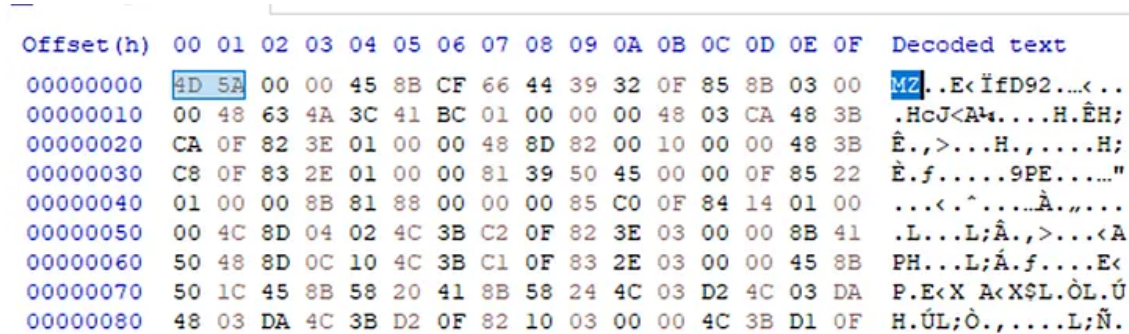 Offset(h) 00 01 02 03 04 05 06 07 08 09 0A 0B 0C 0D 0E 0F Decoded text
00000000 4D 5A 00 00 45 8B CF 66 44 39 32 0F 85 8B 03 00 MZ..E‹ÏfD92.…‹..
00000010 00 48 63 4A 3C 41 BC 01 00 00 00 48 03 CA 48 3B .HcJ<A¼....H.ÊH;
00000020 CA 0F 82 3E 01 00 00 48 8D 82 00 10 00 00 48 3B Ê.‚>...H.‚....H;
00000030 C8 0F 83 2E 01 00 00 81 39 50 45 00 00 0F 85 22 È.ƒ.....9PE...…"
00000040 01 00 00 8B 81 88 00 00 00 85 C0 0F 84 14 01 00 ...‹.ˆ...…À.„...
00000050 00 4C 8D 04 02 4C 3B C2 0F 82 3E 03 00 00 8B 41 .L...L;Â.‚>...‹A
00000060 50 48 8D 0C 10 4C 3B C1 0F 83 2E 03 00 00 45 8B PH...L;Á.ƒ....E‹
00000070 50 1C 45 8B 58 20 41 8B 58 24 4C 03 D2 4C 03 DA P.E‹X A‹X$L.ÒL.Ú
00000080 48 03 DA 4C 3B D2 0F 82 10 03 00 00 4C 3B D1 0F H.ÚL;Ò.‚....L;Ñ.